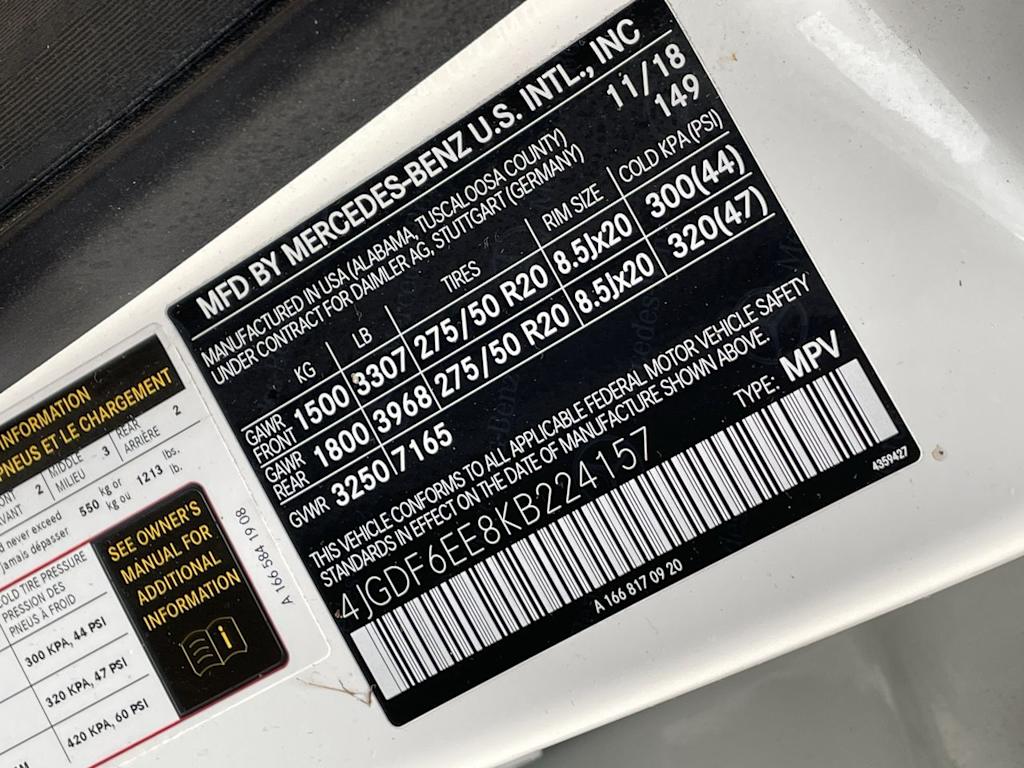 MFD BY MERCEDES-BENZ U.S. INTL., INC
MANUFACTURED IN USA (ALABAMA, TUSCALOOSA COUNTY) 11/18
UNDER CONTRACT FOR DAIMLER AG, STUTTGART (GERMANY) 149
KG LB TIRES RIM SIZE COLD KPA (PSI)
GAWR FRONT 1500 3307 275/50 R20 8.5Jx20 300(44)
GAWR REAR 1800 3968 275/50 R20 8.5Jx20 320(47)
GVWR 3250 7165
THIS VEHICLE CONFORMS TO ALL APPLICABLE FEDERAL MOTOR VEHICLE SAFETY
STANDARDS IN EFFECT ON THE DATE OF MANUFACTURE SHOWN ABOVE.
4JGDF6EE8KB224157 TYPE: MPV
A 166 817 09 20
4359427
INFORMATION
PNEUS ET LE CHARGEMENT
2 MIDDLE 3 REAR 2
MILIEU ARRIÈRE
never exceed 550 kg or 1213 lbs.
jamais dépasser kg ou lb.
COLD TIRE PRESSURE
PRESSION DES
PNEUS À FROID
300 KPA, 44 PSI
320 KPA, 47 PSI
420 KPA, 60 PSI
SEE OWNER'S
MANUAL FOR
ADDITIONAL
INFORMATION
i
A 166 584 19 08